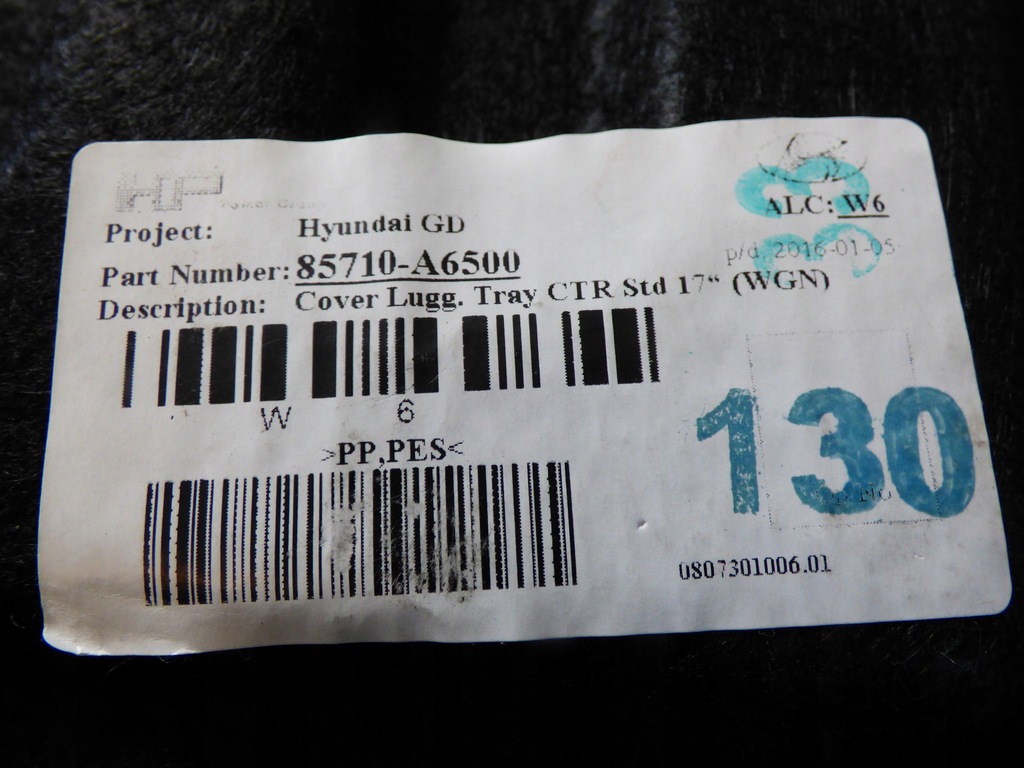 HP
Project: Hyundai GD
ALC: W6
p/d 2016-01-05
Part Number: 85710-A6500
Description: Cover Lugg. Tray CTR Std 17“ (WGN)
W 6
>PP,PES<
130
0807301006.01